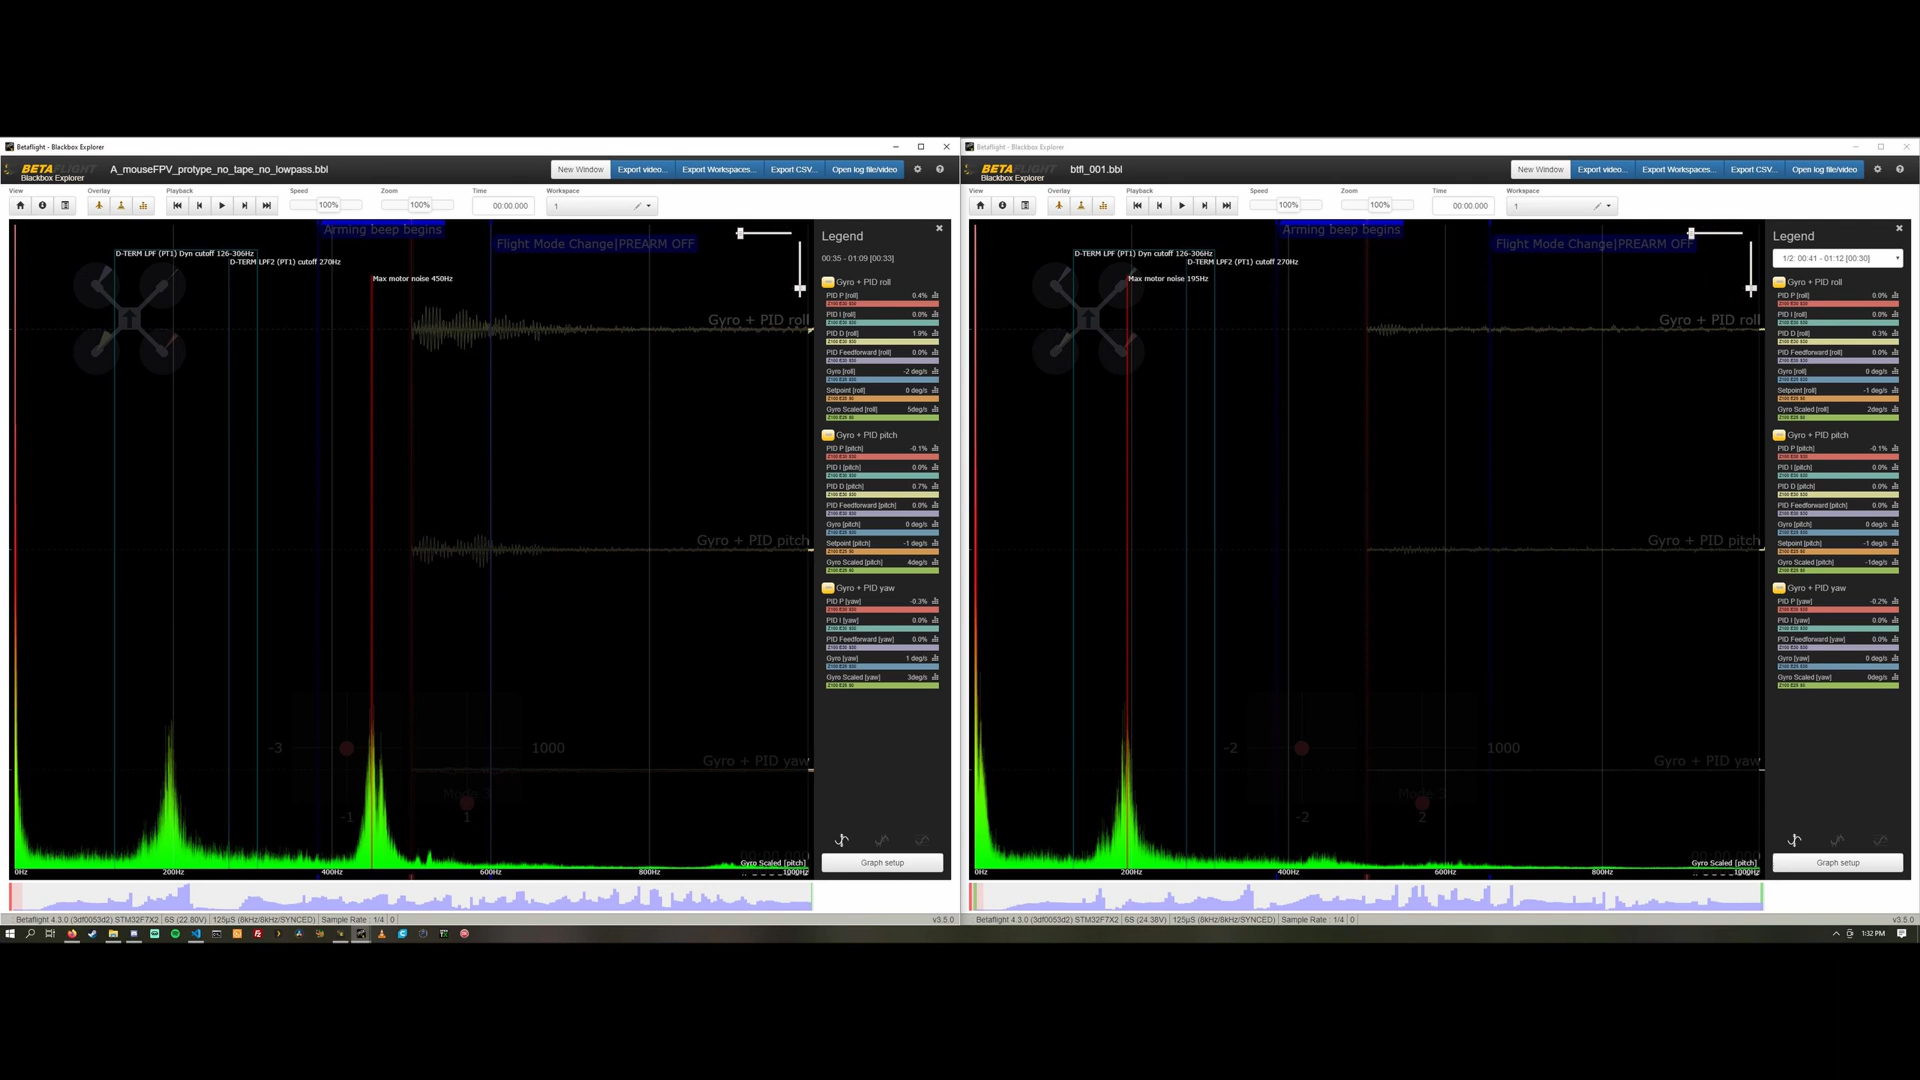 Betaflight - Blackbox Explorer
BETAFLIGHT
Blackbox Explorer
A_mouseFPV_protype_no_tape_no_lowpass.bbl
New Window
Export video...
Export Workspaces...
Export CSV...
Open log file/video
View
Overlay
Playback
Speed
Zoom
Time
Workspace
100%
100%
00:00.000
1
Arming beep begins
Flight Mode Change|PREARM OFF
D-TERM LPF (PT1) Dyn cutoff 126-306Hz
D-TERM LPF2 (PT1) cutoff 270Hz
Max motor noise 450Hz
Gyro + PID roll
Gyro + PID pitch
Gyro + PID yaw
-3
1000
Mode 3
-1
1
Gyro Scaled [pitch]
0Hz
200Hz
400Hz
600Hz
800Hz
1000Hz
Legend
00:35 - 01:09 [00:33]
Gyro + PID roll
PID P [roll] 0.4%
PID I [roll] 0.0%
PID D [roll] 1.9%
PID Feedforward [roll] 0.0%
Gyro [roll] -2 deg/s
Setpoint [roll] 0 deg/s
Gyro Scaled [roll] 5deg/s
Gyro + PID pitch
PID P [pitch] -0.1%
PID I [pitch] 0.0%
PID D [pitch] 0.7%
PID Feedforward [pitch] 0.0%
Gyro [pitch] 0 deg/s
Setpoint [pitch] -1 deg/s
Gyro Scaled [pitch] 4deg/s
Gyro + PID yaw
PID P [yaw] -0.3%
PID I [yaw] 0.0%
PID Feedforward [yaw] 0.0%
Gyro [yaw] 1 deg/s
Gyro Scaled [yaw] 3deg/s
Graph setup
Betaflight 4.3.0 (3df0053d2) STM32F7X2 6S (22.80V) 125µS (8kHz/8kHz/SYNCED) Sample Rate : 1/4 0
v3.5.0
Betaflight - Blackbox Explorer
BETAFLIGHT
Blackbox Explorer
btfl_001.bbl
New Window
Export video...
Export Workspaces...
Export CSV...
Open log file/video
View
Overlay
Playback
Speed
Zoom
Time
Workspace
100%
100%
00:00.000
1
Arming beep begins
Flight Mode Change|PREARM OFF
D-TERM LPF (PT1) Dyn cutoff 126-306Hz
D-TERM LPF2 (PT1) cutoff 270Hz
Max motor noise 195Hz
Gyro + PID roll
Gyro + PID pitch
Gyro + PID yaw
-2
1000
Mode 3
-2
2
Gyro Scaled [pitch]
0Hz
200Hz
400Hz
600Hz
800Hz
1000Hz
Legend
1/2: 00:41 - 01:12 [00:30]
Gyro + PID roll
PID P [roll] 0.0%
PID I [roll] 0.0%
PID D [roll] 0.3%
PID Feedforward [roll] 0.0%
Gyro [roll] 0 deg/s
Setpoint [roll] -1 deg/s
Gyro Scaled [roll] 2deg/s
Gyro + PID pitch
PID P [pitch] -0.1%
PID I [pitch] 0.0%
PID D [pitch] 0.0%
PID Feedforward [pitch] 0.0%
Gyro [pitch] 0 deg/s
Setpoint [pitch] -1 deg/s
Gyro Scaled [pitch] -1deg/s
Gyro + PID yaw
PID P [yaw] -0.2%
PID I [yaw] 0.0%
PID Feedforward [yaw] 0.0%
Gyro [yaw] 0 deg/s
Gyro Scaled [yaw] 0deg/s
Graph setup
Betaflight 4.3.0 (3df0053d2) STM32F7X2 6S (24.38V) 125µS (8kHz/8kHz/SYNCED) Sample Rate : 1/4 0
v3.5.0
1:32 PM